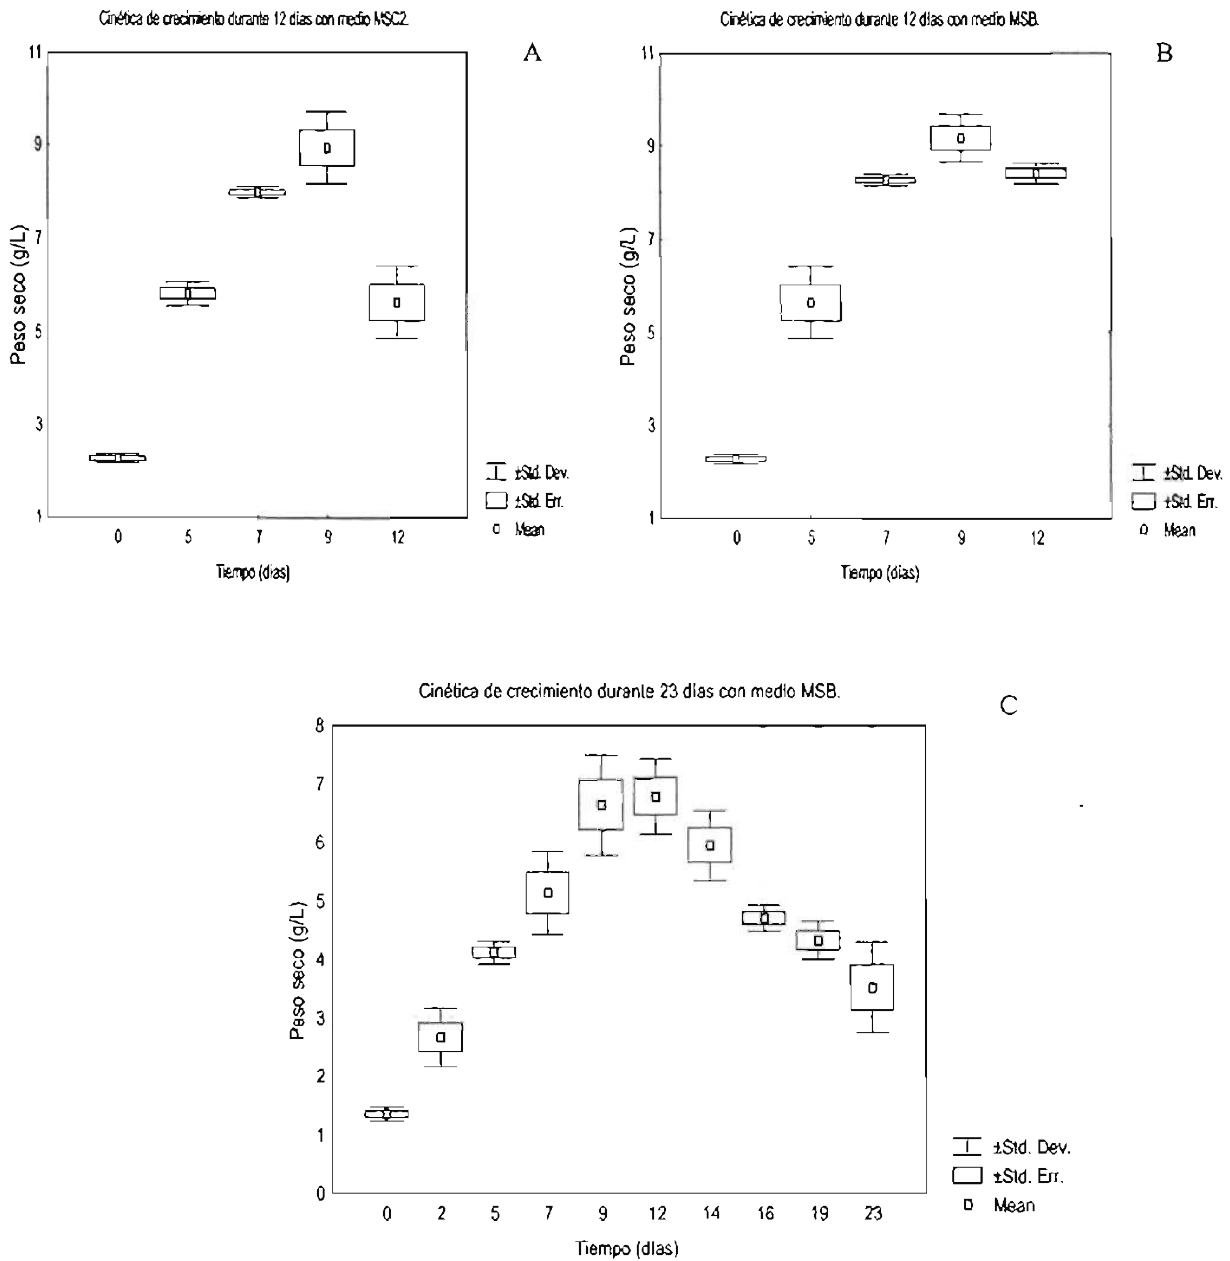 Cinética de crecimiento durante 12 días con medio MSC2.
A
11
9
7
5
3
1
Peso seco (g/L)
0 5 7 9 12
Tiempo (días)
±Std. Dev.
±Std. Err.
Mean
Cinética de crecimiento durante 12 días con medio MSB.
B
11
9
7
5
3
1
Peso seco (g/L)
0 5 7 9 12
Tiempo (días)
±Std. Dev.
±Std. Err.
Mean
Cinética de crecimiento durante 23 días con medio MSB.
C
8
7
6
5
4
3
2
1
0
Peso seco (g/L)
0 2 5 7 9 12 14 16 19 23
Tiempo (días)
±Std. Dev.
±Std. Err.
Mean